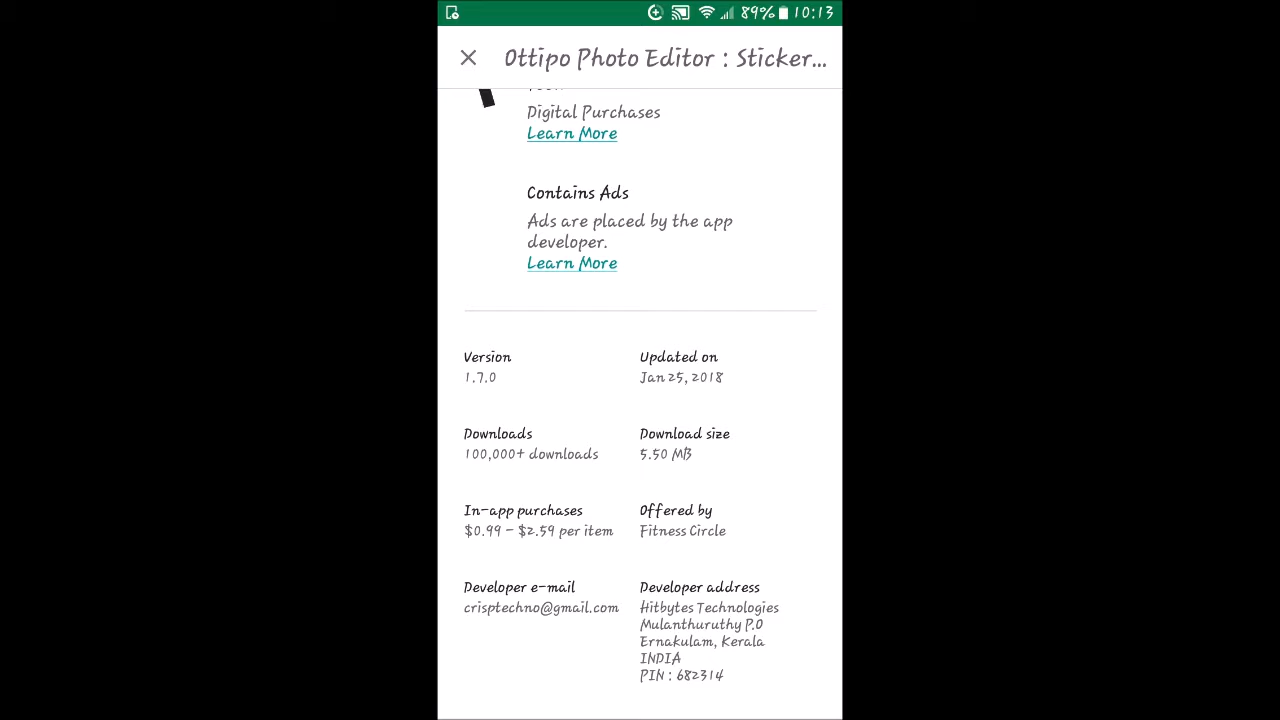 89% 10:13
Ottipo Photo Editor : Sticker...
Digital Purchases
Learn More
Contains Ads
Ads are placed by the app
developer.
Learn More
Version
1.7.0
Updated on
Jan 25, 2018
Downloads
100,000+ downloads
Download size
5.50 MB
In-app purchases
$0.99 – $2.59 per item
Offered by
Fitness Circle
Developer e-mail
crisptechno@gmail.com
Developer address
Hitbytes Technologies
Mulanthuruthy P.O
Ernakulam, Kerala
INDIA
PIN : 682314